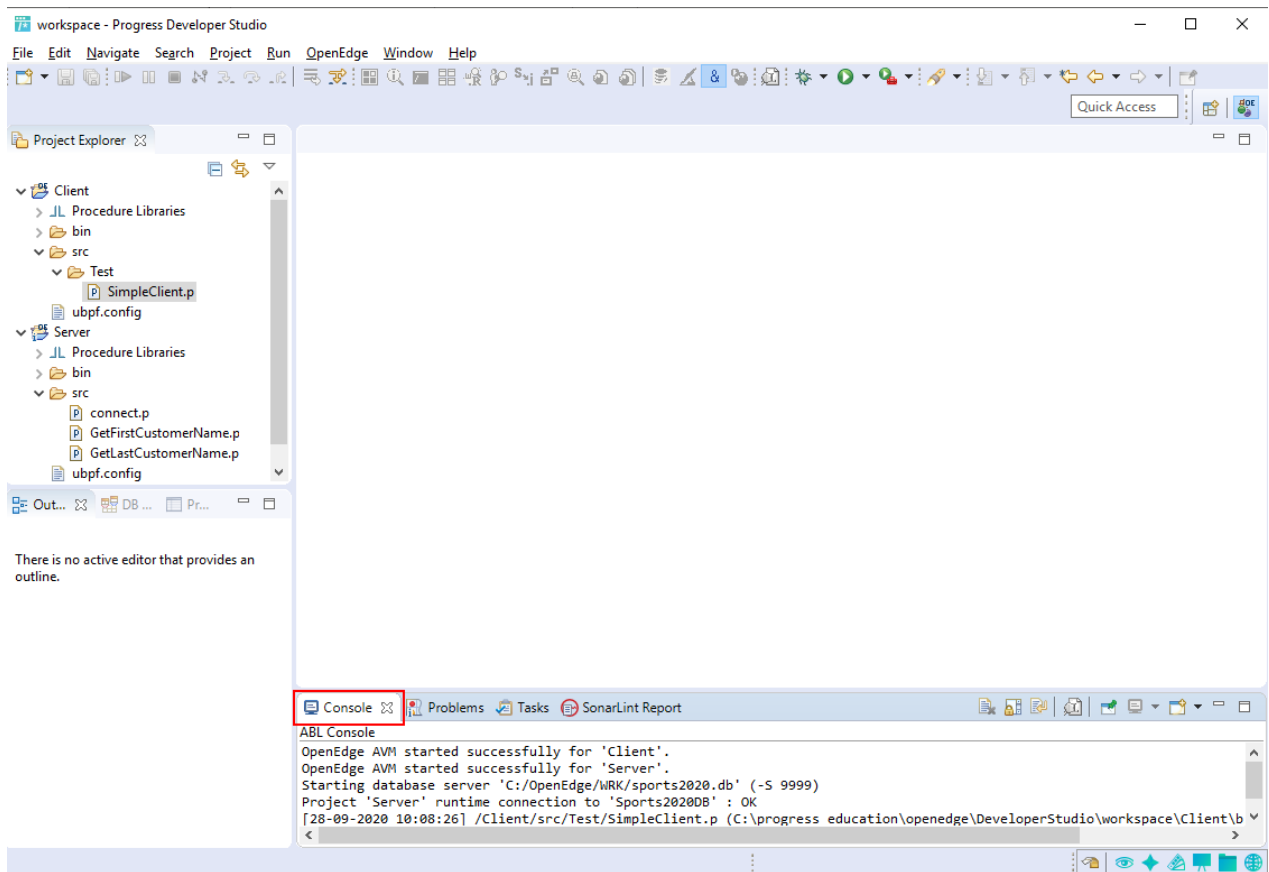 workspace - Progress Developer Studio
File Edit Navigate Search Project Run OpenEdge Window Help
Quick Access
Project Explorer
Client
Procedure Libraries
bin
src
Test
SimpleClient.p
ubpf.config
Server
Procedure Libraries
bin
src
connect.p
GetFirstCustomerName.p
GetLastCustomerName.p
ubpf.config
Out... DB ... Pr...
There is no active editor that provides an
outline.
Console Problems Tasks SonarLint Report
ABL Console
OpenEdge AVM started successfully for 'Client'.
OpenEdge AVM started successfully for 'Server'.
Starting database server 'C:/OpenEdge/WRK/sports2020.db' (-S 9999)
Project 'Server' runtime connection to 'Sports2020DB' : OK
[28-09-2020 10:08:26] /Client/src/Test/SimpleClient.p (C:\progress education\openedge\DeveloperStudio\workspace\Client\b